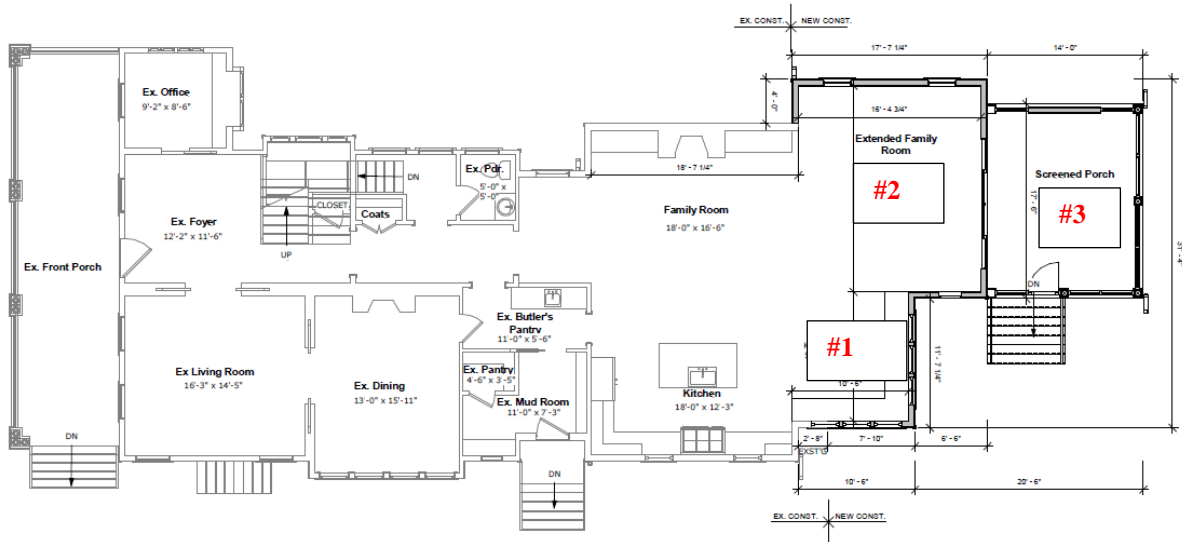 EX. CONST. NEW CONST.
17' - 7 1/4"
14' - 0"
Ex. Office
9'-2" x 8'-6"
4' - 0"
16' - 4 3/4"
Extended Family
Room
Ex. Pdr.
5'-0" x
5'-0"
DN
18' - 7 1/4"
CLOSET
Coats
Screened Porch
17' - 6"
#2
#3
Ex. Foyer
12'-2" x 11'-6"
Family Room
18'-0" x 16'-6"
UP
31' - 4"
Ex. Front Porch
DN
Ex. Butler's
Pantry
11'-0" x 5'-6"
#1
11' - 7 1/4"
Ex Living Room
16'-3" x 14'-5"
Ex. Pantry
4'-6" x 3'-5"
Ex. Dining
13'-0" x 15'-11"
10' - 6"
Kitchen
18'-0" x 12'-3"
Ex. Mud Room
11'-0" x 7'-3"
DN
2' - 8"
7' - 10"
6' - 6"
EXST'G
DN
10' - 6"
20' - 6"
EX. CONST. NEW CONST.